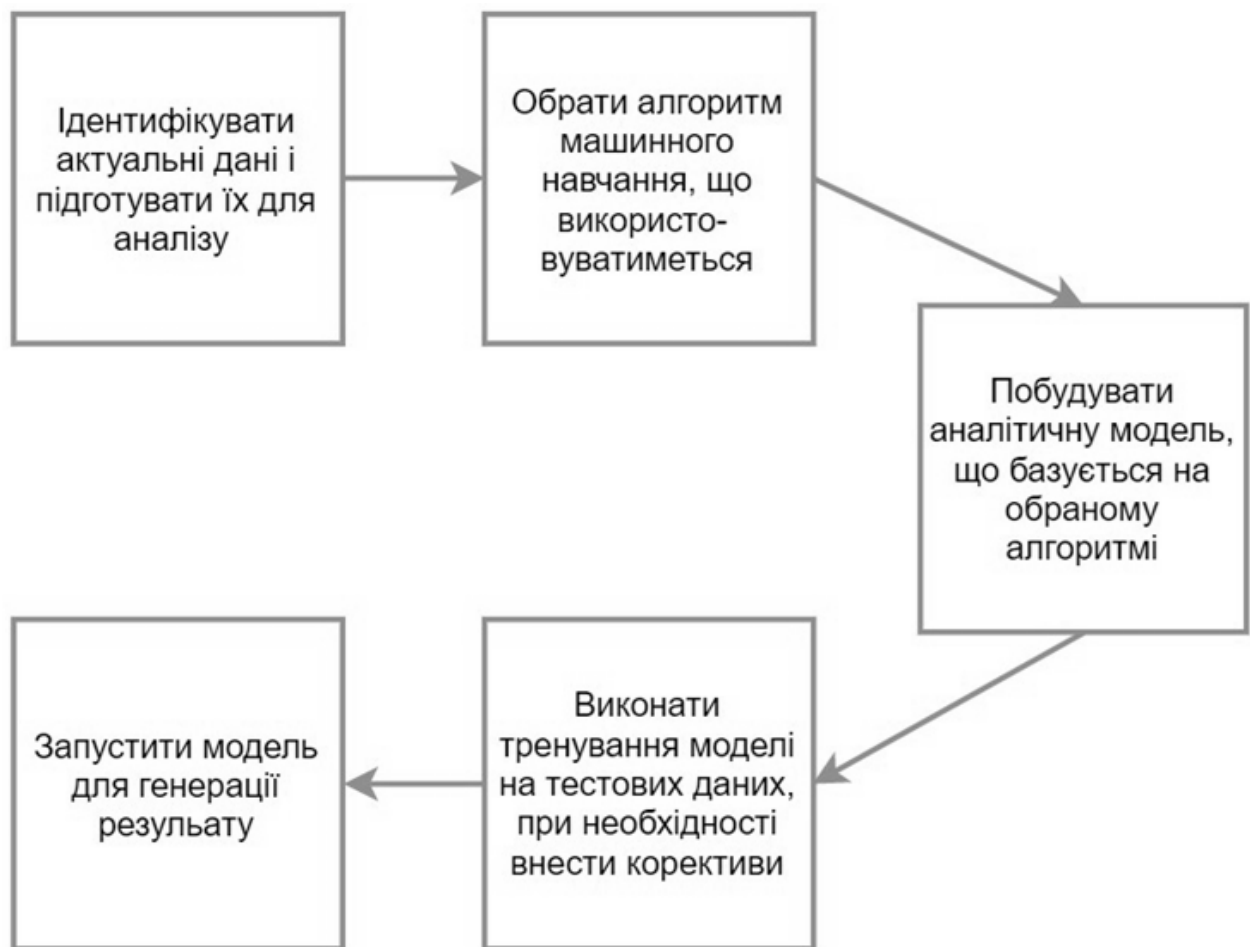 Ідентифікувати
актуальні дані і
підготувати їх для
аналізу
Обрати алгоритм
машинного
навчання, що
використо-
вуватиметься
Побудувати
аналітичну модель,
що базується на
обраному
алгоритмі
Виконати
тренування моделі
на тестових даних,
при необхідності
внести корективи
Запустити модель
для генерації
резульату